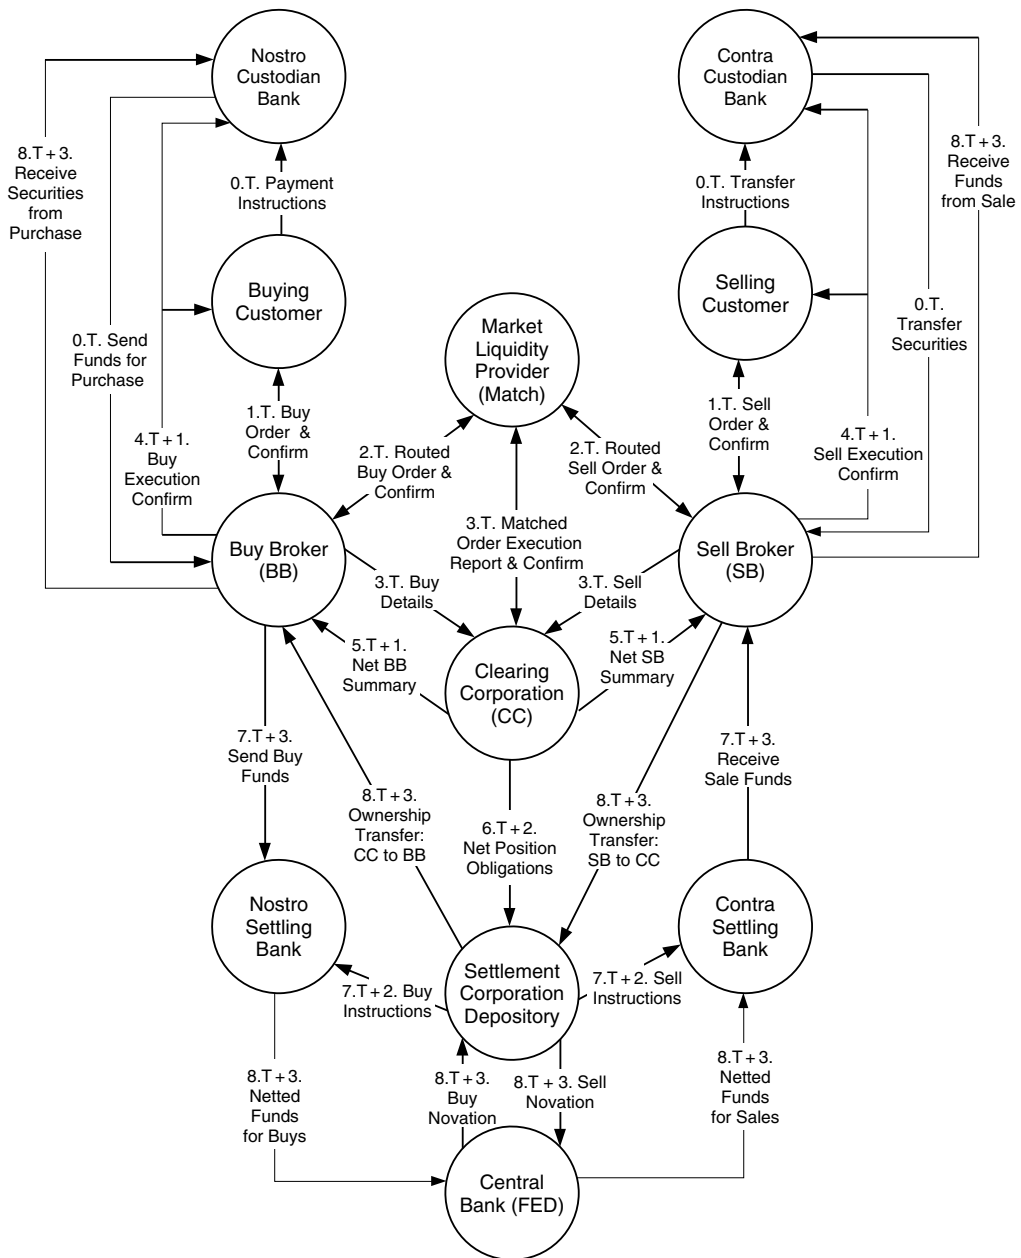 Nostro
Custodian
Bank
Contra
Custodian
Bank
8.T + 3.
Receive
Securities
from
Purchase
0.T. Payment
Instructions
0.T. Transfer
Instructions
8.T + 3.
Receive
Funds
from Sale
Buying
Customer
Selling
Customer
Market
Liquidity
Provider
(Match)
0.T. Send
Funds for
Purchase
0.T.
Transfer
Securities
4.T + 1.
Buy
Execution
Confirm
1.T. Buy
Order &
Confirm
2.T. Routed
Buy Order &
Confirm
2.T. Routed
Sell Order &
Confirm
1.T. Sell
Order &
Confirm
4.T + 1.
Sell Execution
Confirm
3.T. Matched
Order Execution
Report & Confirm
Buy Broker
(BB)
Sell Broker
(SB)
3.T. Buy
Details
3.T. Sell
Details
5.T + 1.
Net BB
Summary
Clearing
Corporation
(CC)
5.T + 1.
Net SB
Summary
7.T + 3.
Send Buy
Funds
8.T + 3.
Ownership
Transfer:
CC to BB
6.T + 2.
Net Position
Obligations
8.T + 3.
Ownership
Transfer:
SB to CC
7.T + 3.
Receive
Sale Funds
Nostro
Settling
Bank
Contra
Settling
Bank
Settlement
Corporation
Depository
7.T + 2. Buy
Instructions
7.T + 2. Sell
Instructions
8.T + 3.
Netted
Funds
for Buys
8.T + 3.
Buy
Novation
8.T + 3. Sell
Novation
8.T + 3.
Netted
Funds
for Sales
Central
Bank (FED)